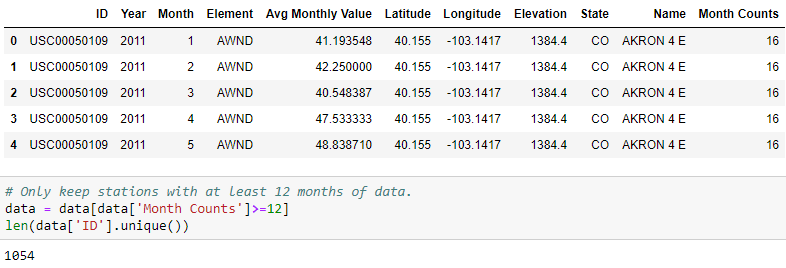 ID Year Month Element Avg Monthly Value Latitude Longitude Elevation State Name Month Counts
0 USC00050109 2011 1 AWND 41.193548 40.155 -103.1417 1384.4 CO AKRON 4 E 16
1 USC00050109 2011 2 AWND 42.250000 40.155 -103.1417 1384.4 CO AKRON 4 E 16
2 USC00050109 2011 3 AWND 40.548387 40.155 -103.1417 1384.4 CO AKRON 4 E 16
3 USC00050109 2011 4 AWND 47.533333 40.155 -103.1417 1384.4 CO AKRON 4 E 16
4 USC00050109 2011 5 AWND 48.838710 40.155 -103.1417 1384.4 CO AKRON 4 E 16
# Only keep stations with at least 12 months of data.
data = data[data['Month Counts']>=12]
len(data['ID'].unique())
1054